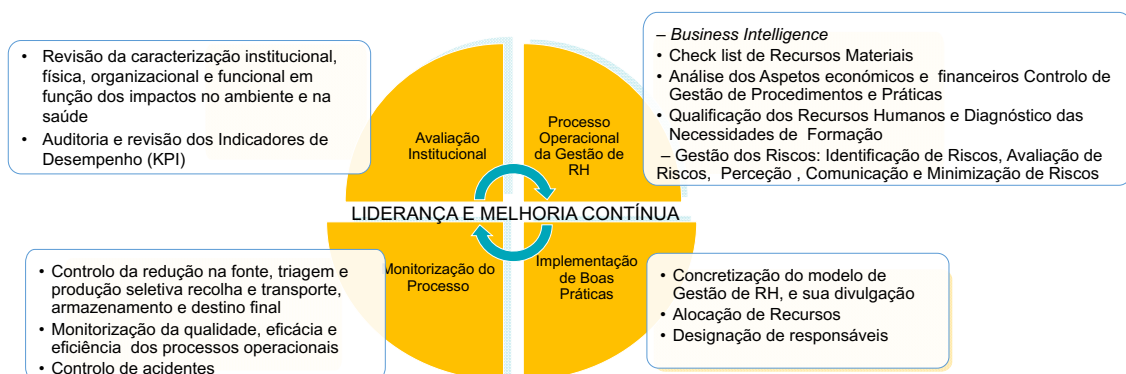 • Revisão da caracterização institucional,
física, organizacional e funcional em
função dos impactos no ambiente e na
saúde
• Auditoria e revisão dos Indicadores de
Desempenho (KPI)
Avaliação
Institucional
Processo
Operacional
da Gestão de
RH
– Business Intelligence
• Check list de Recursos Materiais
• Análise dos Aspetos económicos e financeiros Controlo de
Gestão de Procedimentos e Práticas
• Qualificação dos Recursos Humanos e Diagnóstico das
Necessidades de Formação
– Gestão dos Riscos: Identificação de Riscos, Avaliação de
Riscos, Perceção , Comunicação e Minimização de Riscos
LIDERANÇA E MELHORIA CONTÍNUA
• Controlo da redução na fonte, triagem e
produção seletiva recolha e transporte,
armazenamento e destino final
• Monitorização da qualidade, eficácia e
eficiência dos processos operacionais
• Controlo de acidentes
Monitorização do
Processo
Implementação
de Boas
Práticas
• Concretização do modelo de
Gestão de RH, e sua divulgação
• Alocação de Recursos
• Designação de responsáveis